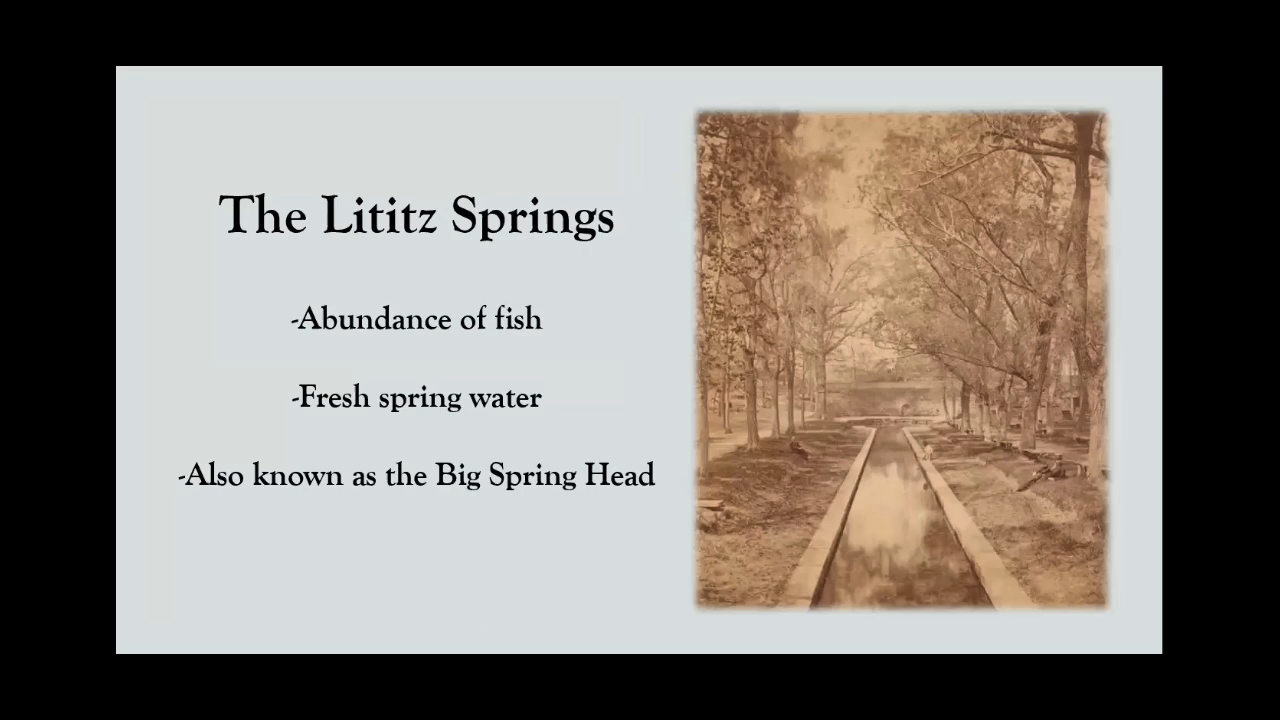 The Lititz Springs
-Abundance of fish
-Fresh spring water
-Also known as the Big Spring Head